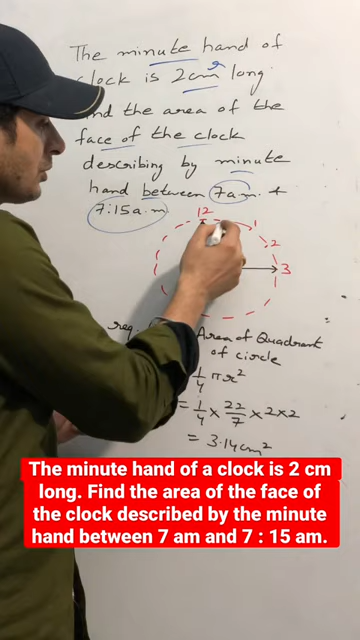 The minute hand of
clock is 2cm long.
the area of the
face of the clock
describing by minute
hand between 7a.m. &
7:15a.m
12
1
2
3
req. Area of Quadrant
of circle
1/4 πr²
= 1/4 × 22/7 × 2×2
= 3.14cm²
The minute hand of a clock is 2 cm
long. Find the area of the face of
the clock described by the minute
hand between 7 am and 7 : 15 am.